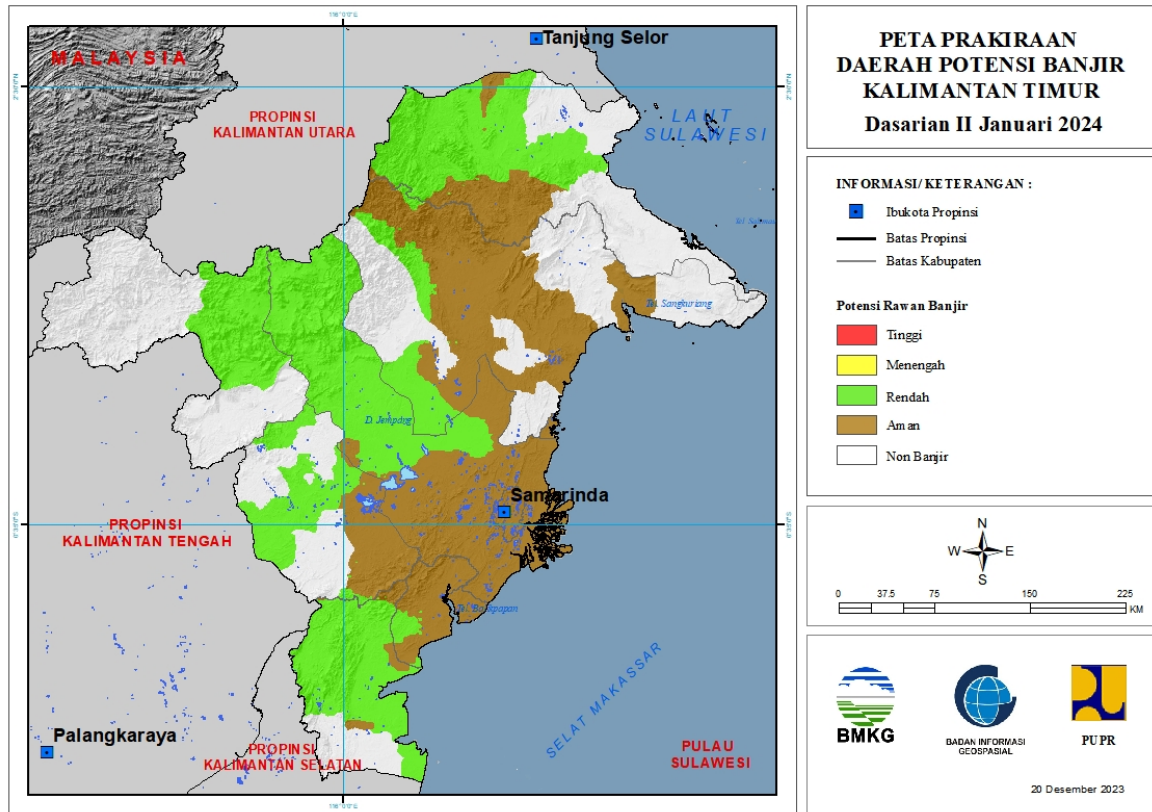 PETA PRAKIRAAN
DAERAH POTENSI BANJIR
KALIMANTAN TIMUR
Dasarian II Januari 2024
INFORMASI/ KETERANGAN :
Ibukota Propinsi
Batas Propinsi
Batas Kabupaten
Potensi Rawan Banjir
Tinggi
Menengah
Rendah
Aman
Non Banjir
N
W E
S
0 37.5 75 150 225
KM
BMKG
BADAN INFORMASI
GEOSPASIAL
PUPR
20 Desember 2023
Tanjung Selor
MALAYSIA
PROPINSI
KALIMANTAN UTARA
LAUT
SULAWESI
Tel. Sangkuriang
D. Jempang
Samarinda
PROPINSI
KALIMANTAN TENGAH
SELAT MAKASSAR
Palangkaraya
PROPINSI
KALIMANTAN SELATAN
PULAU
SULAWESI